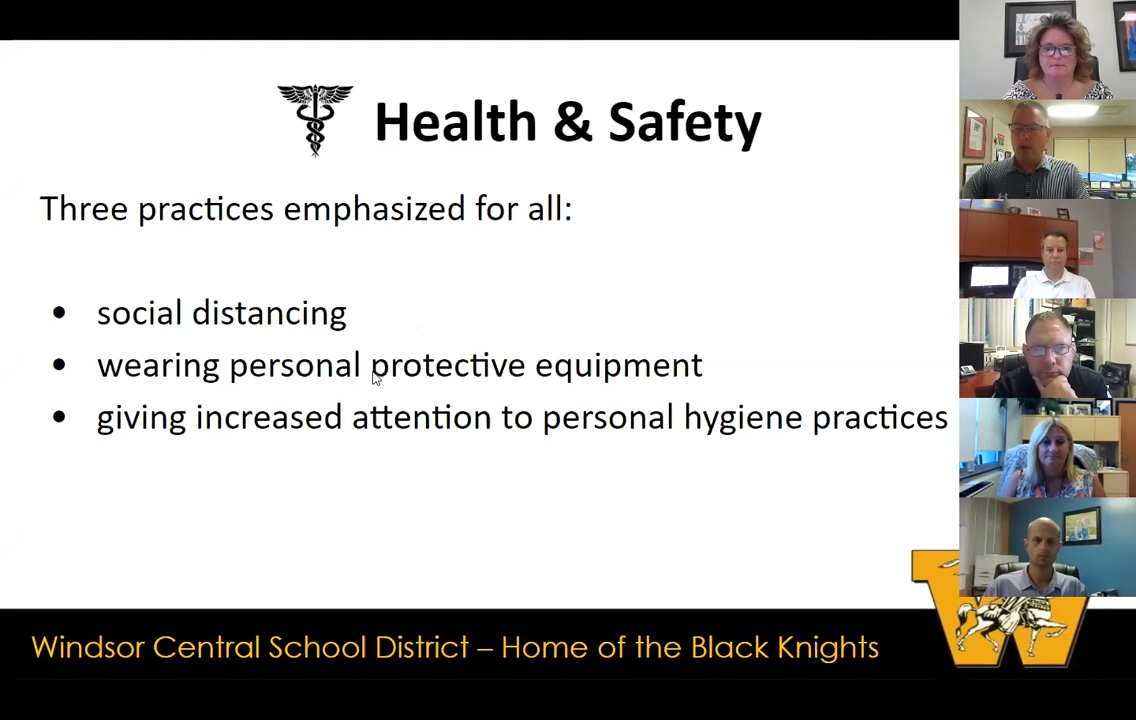 Health & Safety
Three practices emphasized for all:
• social distancing
• wearing personal protective equipment
• giving increased attention to personal hygiene practices
W
Windsor Central School District – Home of the Black Knights